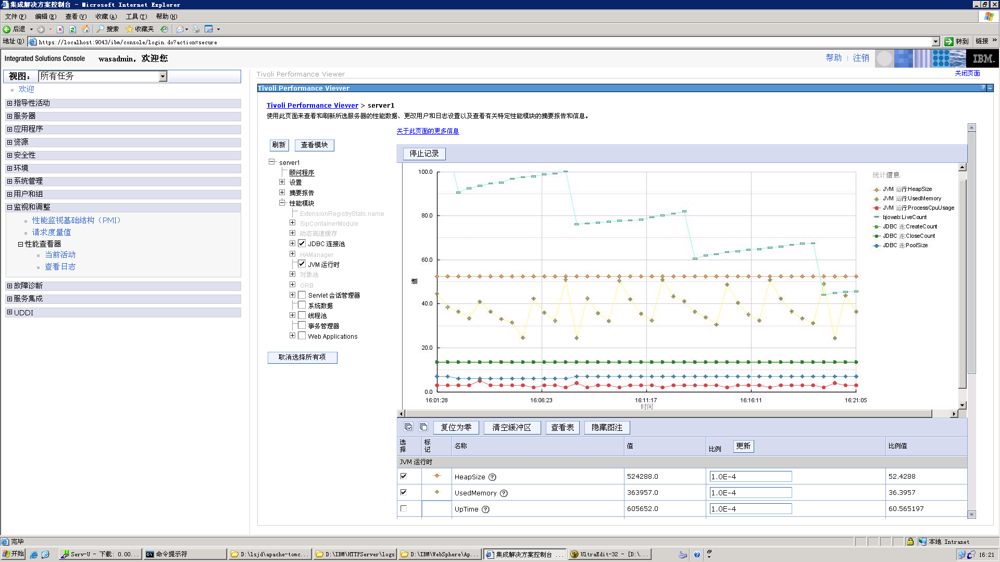 集成解决方案控制台 - Microsoft Internet Explorer
文件(F) 编辑(E) 查看(V) 收藏(A) 工具(T) 帮助(H)
后退 搜索 收藏夹
地址(D) https://localhost:9043/ibm/console/login.do?action=secure 转到 链接 »
Integrated Solutions Console wasadmin，欢迎您 帮助 | 注销 IBM.
视图： 所有任务
欢迎
指导性活动
服务器
应用程序
资源
安全性
环境
系统管理
用户和组
监视和调整
性能监视基础结构（PMI）
请求度量值
性能查看器
当前活动
查看日志
故障诊断
服务集成
UDDI
Tivoli Performance Viewer 关闭页面
Tivoli Performance Viewer ? –
Tivoli Performance Viewer > server1
使用此页面来查看和刷新所选服务器的性能数据、更改用户和日志设置以及查看有关特定性能模块的摘要报告和信息。
关于此页面的更多信息
刷新 查看模块
server1
顾问程序
设置
摘要报告
性能模块
ExtensionRegistryStats.name
SipContainerModule
动态高速缓存
JDBC 连接池
HAManager
JVM 运行时
对象池
ORB
Servlet 会话管理器
系统数据
线程池
事务管理器
Web Applications
取消选择所有项
停止记录
100.0
80.0
60.0
40.0
20.0
0.0
值
16:01:28 16:06:23 16:11:17 16:16:11 16:21:05
时间
统计信息
JVM 运行:HeapSize
JVM 运行:UsedMemory
JVM 运行:ProcessCpuUsage
bjoweb:LiveCount
JDBC 连:CreateCount
JDBC 连:CloseCount
JDBC 连:PoolSize
复位为零 清空缓冲区 查看表 隐藏图注
选择 标记 名称 值 比例 更新 比例值
JVM 运行时
HeapSize ? 524288.0 1.0E-4 52.4288
UsedMemory ? 363957.0 1.0E-4 36.3957
UpTime ? 605652.0 1.0E-4 60.565197
完毕 本地 Intranet
开始 Serv-U - 下载: 0.00... 命令提示符 D:\lsjd\apache-tomc... D:\IBM\HTTPServer\logs D:\IBM\WebSphere\Ap... 集成解决方案控制台 ... UltraEdit-32 - [D:\... 16:21